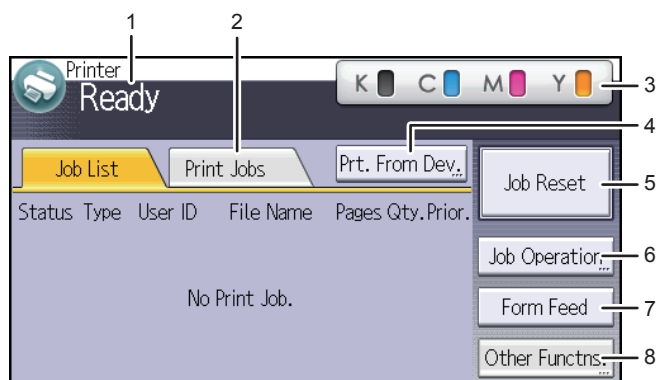 1
2
Printer
Ready
K C M Y
3
4
Job List
Print Jobs
Prt. From Dev.
Job Reset
5
Status Type User ID File Name Pages Qty. Prior.
Job Operation
6
No Print Job.
Form Feed
7
Other Functns.
8